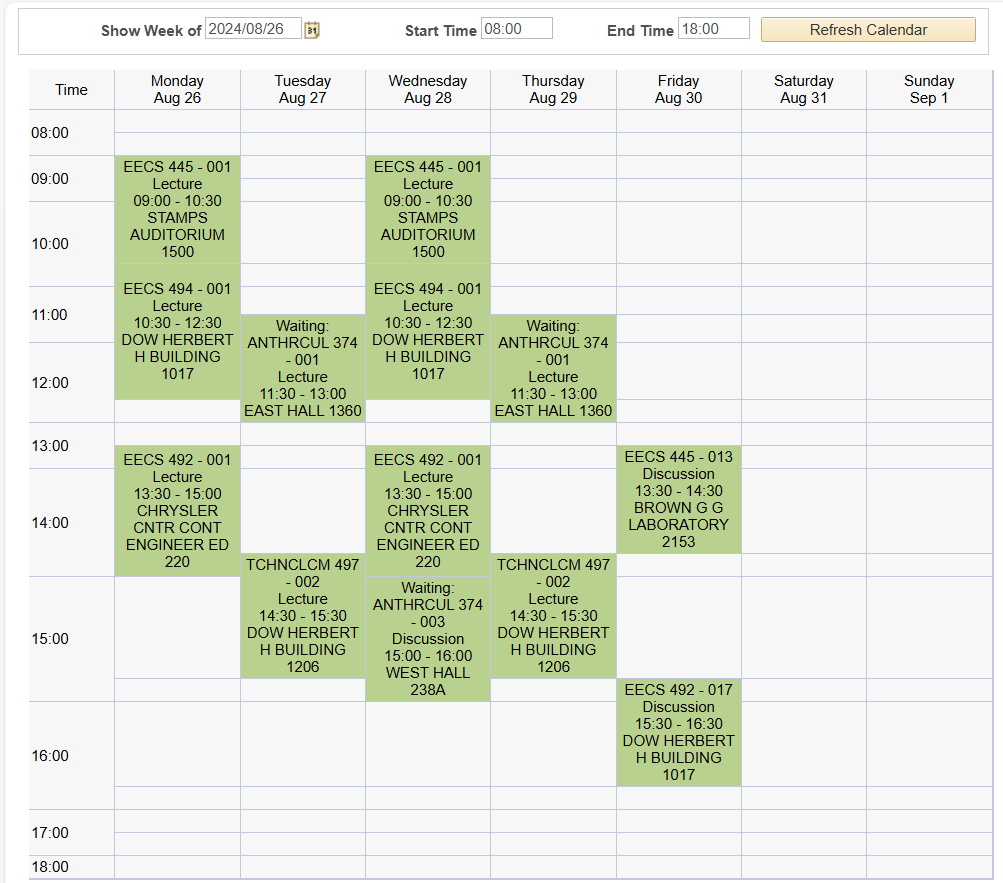 Show Week of 2024/08/26 31 Start Time 08:00 End Time 18:00 Refresh Calendar
Time
Monday
Aug 26
Tuesday
Aug 27
Wednesday
Aug 28
Thursday
Aug 29
Friday
Aug 30
Saturday
Aug 31
Sunday
Sep 1
08:00
09:00
10:00
11:00
12:00
13:00
14:00
15:00
16:00
17:00
18:00
EECS 445 - 001
Lecture
09:00 - 10:30
STAMPS
AUDITORIUM
1500
EECS 494 - 001
Lecture
10:30 - 12:30
DOW HERBERT
H BUILDING
1017
EECS 492 - 001
Lecture
13:30 - 15:00
CHRYSLER
CNTR CONT
ENGINEER ED
220
Waiting:
ANTHRCUL 374
- 001
Lecture
11:30 - 13:00
EAST HALL 1360
TCHNCLCM 497
- 002
Lecture
14:30 - 15:30
DOW HERBERT
H BUILDING
1206
EECS 445 - 001
Lecture
09:00 - 10:30
STAMPS
AUDITORIUM
1500
EECS 494 - 001
Lecture
10:30 - 12:30
DOW HERBERT
H BUILDING
1017
EECS 492 - 001
Lecture
13:30 - 15:00
CHRYSLER
CNTR CONT
ENGINEER ED
220
Waiting:
ANTHRCUL 374
- 003
Discussion
15:00 - 16:00
WEST HALL
238A
Waiting:
ANTHRCUL 374
- 001
Lecture
11:30 - 13:00
EAST HALL 1360
TCHNCLCM 497
- 002
Lecture
14:30 - 15:30
DOW HERBERT
H BUILDING
1206
EECS 445 - 013
Discussion
13:30 - 14:30
BROWN G G
LABORATORY
2153
EECS 492 - 017
Discussion
15:30 - 16:30
DOW HERBERT
H BUILDING
1017